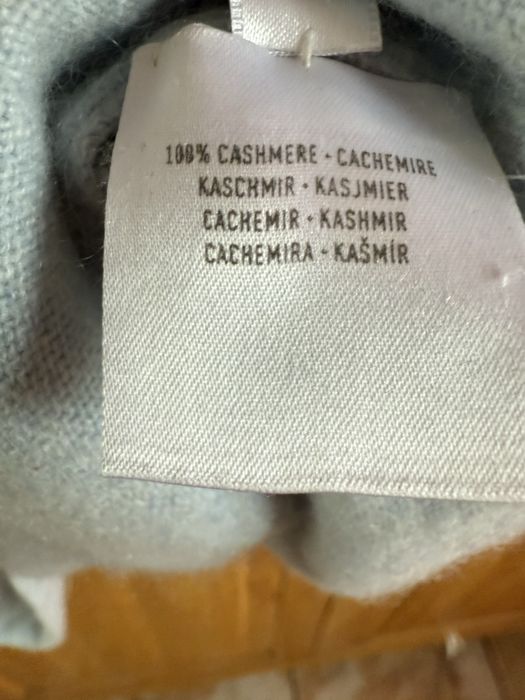 100% CASHMERE - CACHEMIRE
KASCHMIR - KASJMIER
CACHEMIR - KASHMIR
CACHEMIRA - KAŠMÍR